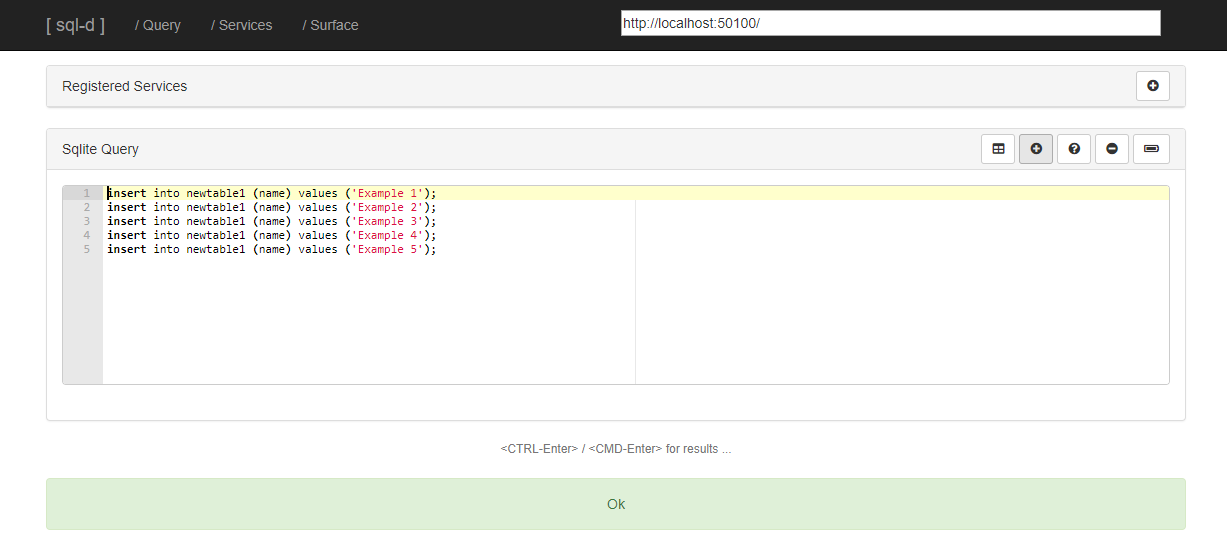 [ sql-d ] / Query / Services / Surface http://localhost:50100/
Registered Services
Sqlite Query
1 insert into newtable1 (name) values ('Example 1');
2 insert into newtable1 (name) values ('Example 2');
3 insert into newtable1 (name) values ('Example 3');
4 insert into newtable1 (name) values ('Example 4');
5 insert into newtable1 (name) values ('Example 5');
<CTRL-Enter> / <CMD-Enter> for results ...
Ok